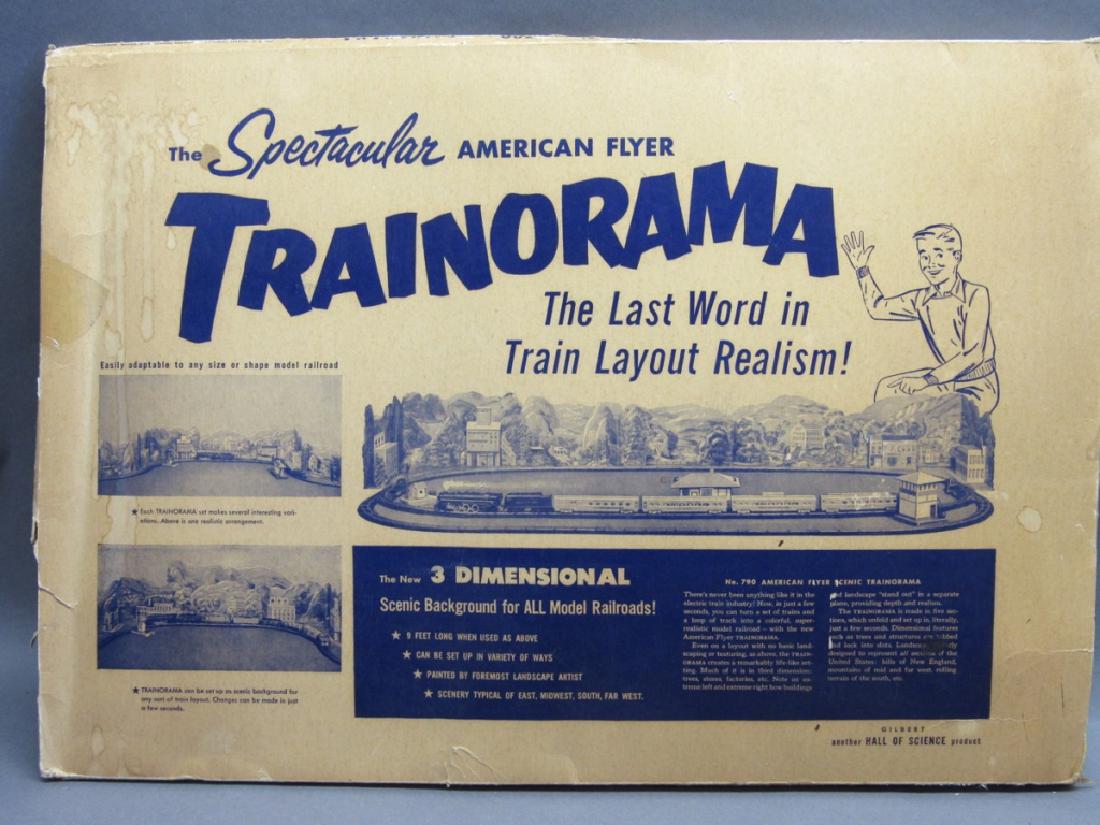 The Spectacular AMERICAN FLYER
TRAINORAMA
The Last Word in
Train Layout Realism!
Easily adaptable to any size or shape model railroad
★ Each TRAINORAMA set makes several interesting vari-
ations. Above is one realistic arrangement.
★ TRAINORAMA can be set up as scenic background for
any sort of train layout. Changes can be made in just
a few seconds.
The New 3 DIMENSIONAL
Scenic Background for ALL Model Railroads!
★ 9 FEET LONG WHEN USED AS ABOVE
★ CAN BE SET UP IN VARIETY OF WAYS
★ PAINTED BY FOREMOST LANDSCAPE ARTIST
★ SCENERY TYPICAL OF EAST, MIDWEST, SOUTH, FAR WEST.
No. 790 AMERICAN FLYER SCENIC TRAINORAMA
There's never been anything like it in the
electric train industry! Now, in just a few
seconds, you can turn a set of trains and
a loop of track into a colorful, super-
realistic model railroad – with the new
American Flyer TRAINORAMA.
Even on a layout with no basic land-
scaping or texturing, as above, the TRAIN-
ORAMA creates a remarkably life-like set-
ting. Much of it is in third dimension:
trees, stores, factories, etc. Note on ex-
treme left and extreme right how buildings
and landscape "stand out" in a separate
plane, providing depth and realism.
The TRAINORAMA is made in five sec-
tions, which unfold and set up in, literally,
just a few seconds. Dimensional features
such as trees and structures are tabbed
and lock into slots.
designed to represent all sections of the
United States: hills of New England,
mountains of mid and far west, rolling
terrain of the south, etc.
GILBERT
another HALL OF SCIENCE product